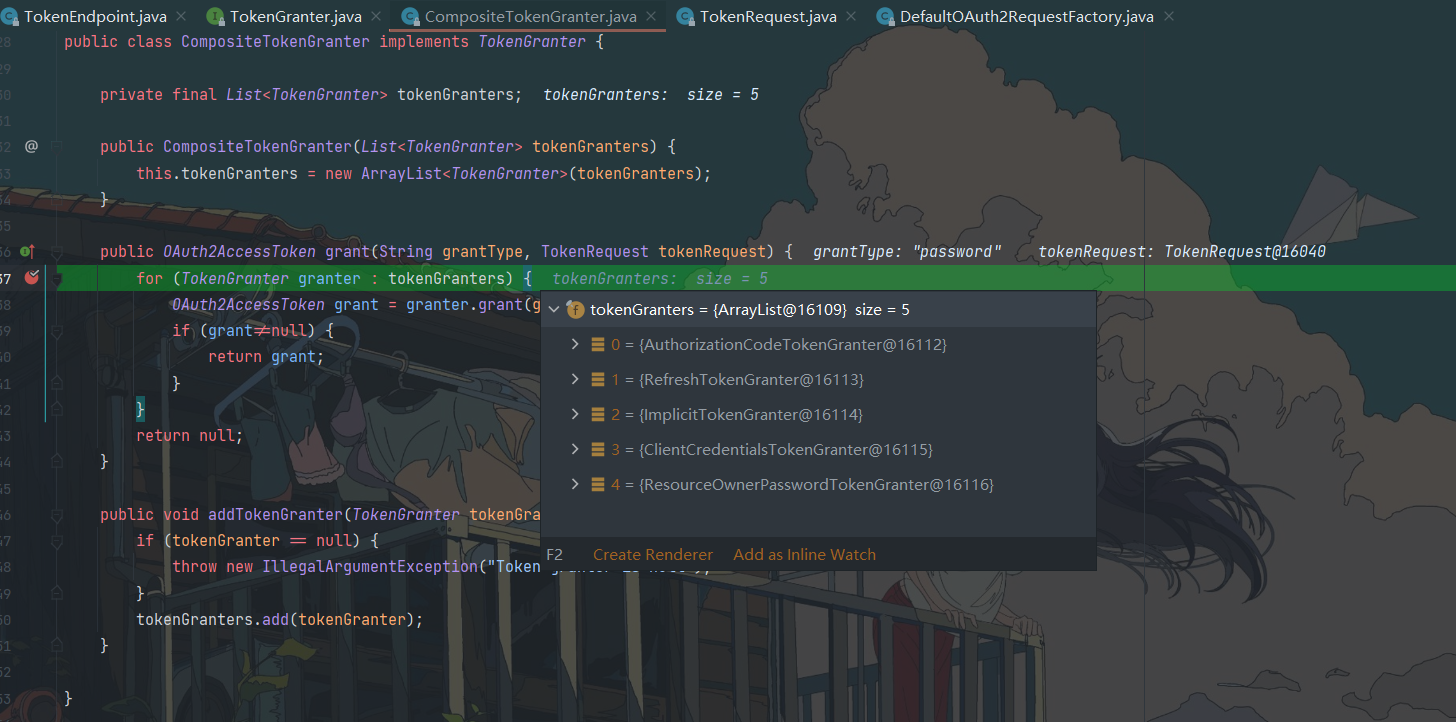 TokenEndpoint.java TokenGranter.java CompositeTokenGranter.java TokenRequest.java DefaultOAuth2RequestFactory.java
28 public class CompositeTokenGranter implements TokenGranter {
29
30 private final List<TokenGranter> tokenGranters; tokenGranters: size = 5
31
32 @ public CompositeTokenGranter(List<TokenGranter> tokenGranters) {
33 this.tokenGranters = new ArrayList<TokenGranter>(tokenGranters);
34 }
35
36 public OAuth2AccessToken grant(String grantType, TokenRequest tokenRequest) { grantType: "password" tokenRequest: TokenRequest@16040
37 for (TokenGranter granter : tokenGranters) { tokenGranters: size = 5
38 OAuth2AccessToken grant = granter.grant(g
tokenGranters = {ArrayList@16109} size = 5
39 if (grant≠null) {
0 = {AuthorizationCodeTokenGranter@16112}
40 return grant;
1 = {RefreshTokenGranter@16113}
41 }
42 }
2 = {ImplicitTokenGranter@16114}
43 return null;
3 = {ClientCredentialsTokenGranter@16115}
44 }
45
4 = {ResourceOwnerPasswordTokenGranter@16116}
46 public void addTokenGranter(TokenGranter tokenGra
47 if (tokenGranter == null) {
F2 Create Renderer Add as Inline Watch
48 throw new IllegalArgumentException("Token
49 }
50 tokenGranters.add(tokenGranter);
51 }
52
53 }